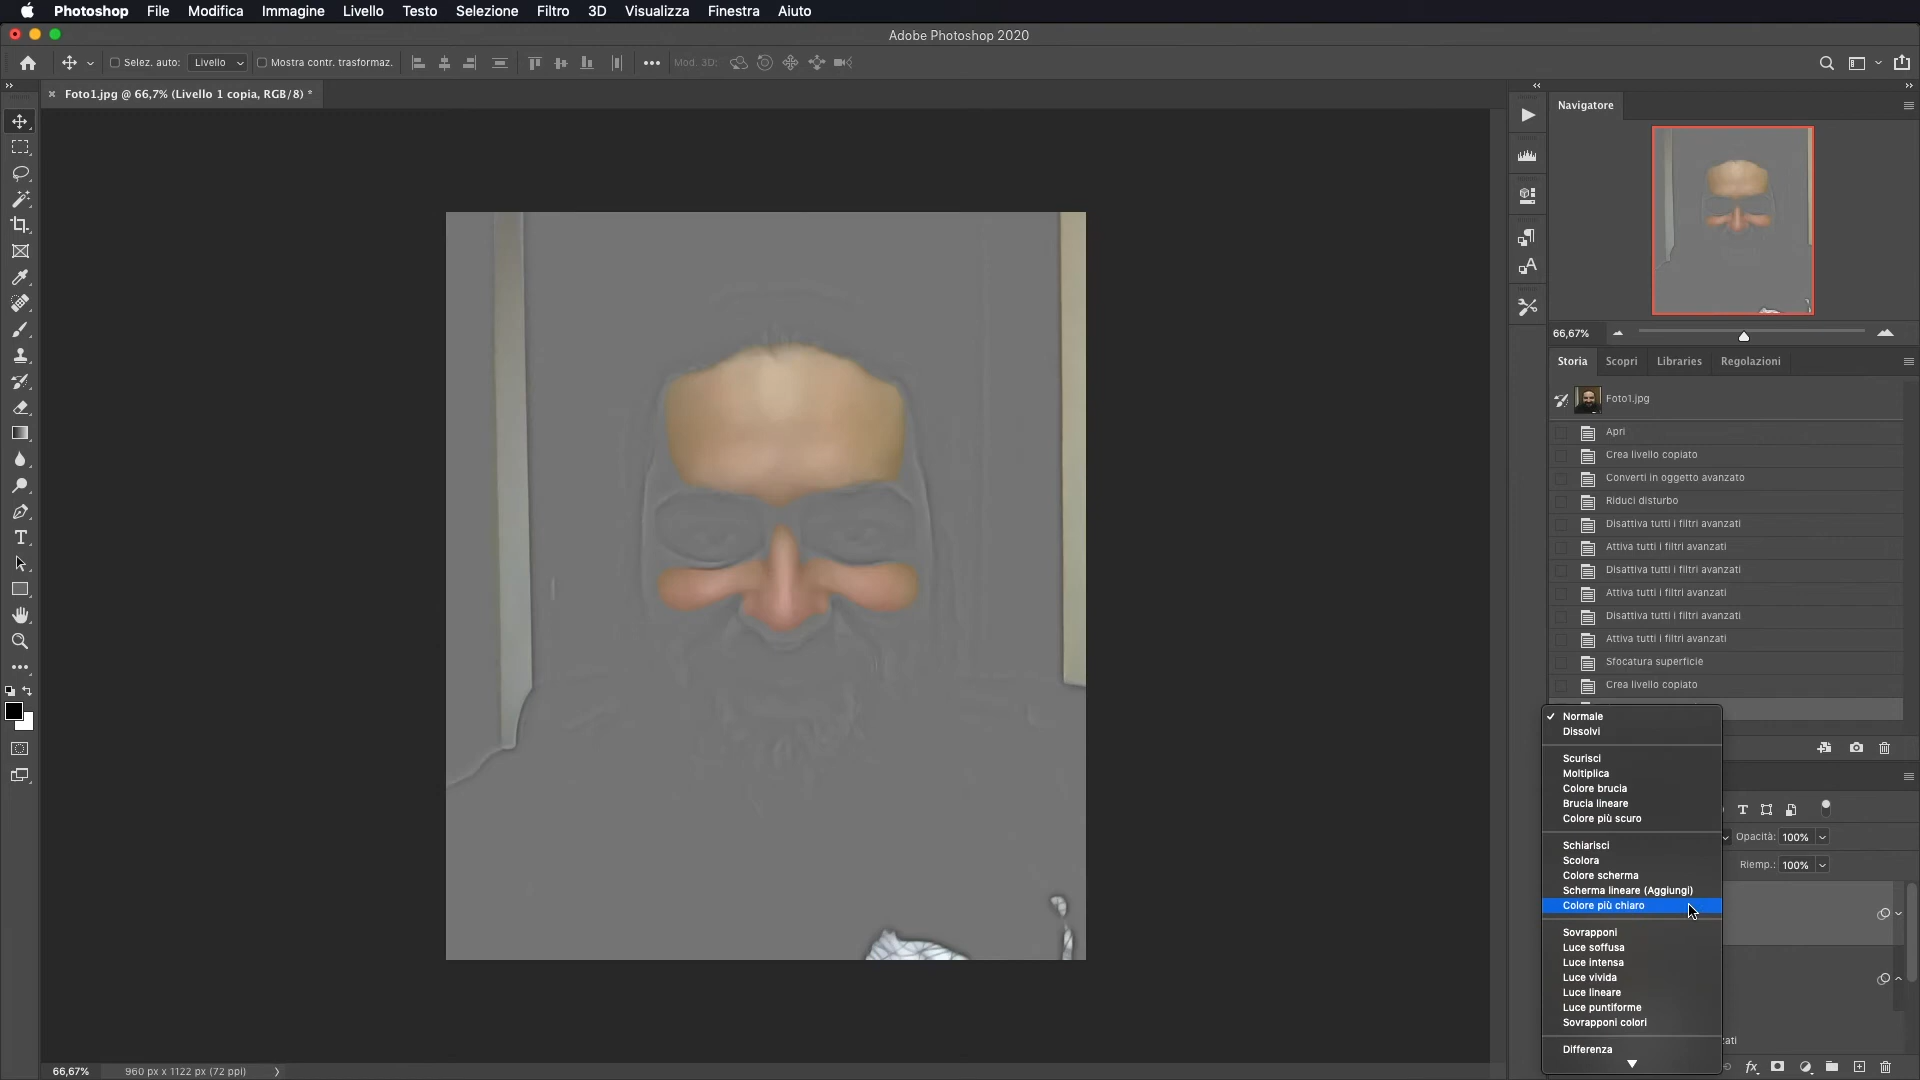 Photoshop File Modifica Immagine Livello Testo Selezione Filtro 3D Visualizza Finestra Aiuto
Adobe Photoshop 2020
Selez. auto: Livello Mostra contr. trasformaz. Mod. 3D:
Foto1.jpg @ 66,7% (Livello 1 copia, RGB/8) *
Navigatore
66,67%
Storia Scopri Libraries Regolazioni
Foto1.jpg
Apri
Crea livello copiato
Converti in oggetto avanzato
Riduci disturbo
Disattiva tutti i filtri avanzati
Attiva tutti i filtri avanzati
Disattiva tutti i filtri avanzati
Attiva tutti i filtri avanzati
Disattiva tutti i filtri avanzati
Attiva tutti i filtri avanzati
Sfocatura superficie
Crea livello copiato
Normale
Dissolvi
Scurisci
Moltiplica
Colore brucia
Brucia lineare
Colore più scuro
Schiarisci
Scolora
Colore scherma
Scherma lineare (Aggiungi)
Colore più chiaro
Sovrapponi
Luce soffusa
Luce intensa
Luce vivida
Luce lineare
Luce puntiforme
Sovrapponi colori
Differenza
Opacità: 100%
Riemp.: 100%
66,67% 960 px x 1122 px (72 ppi)